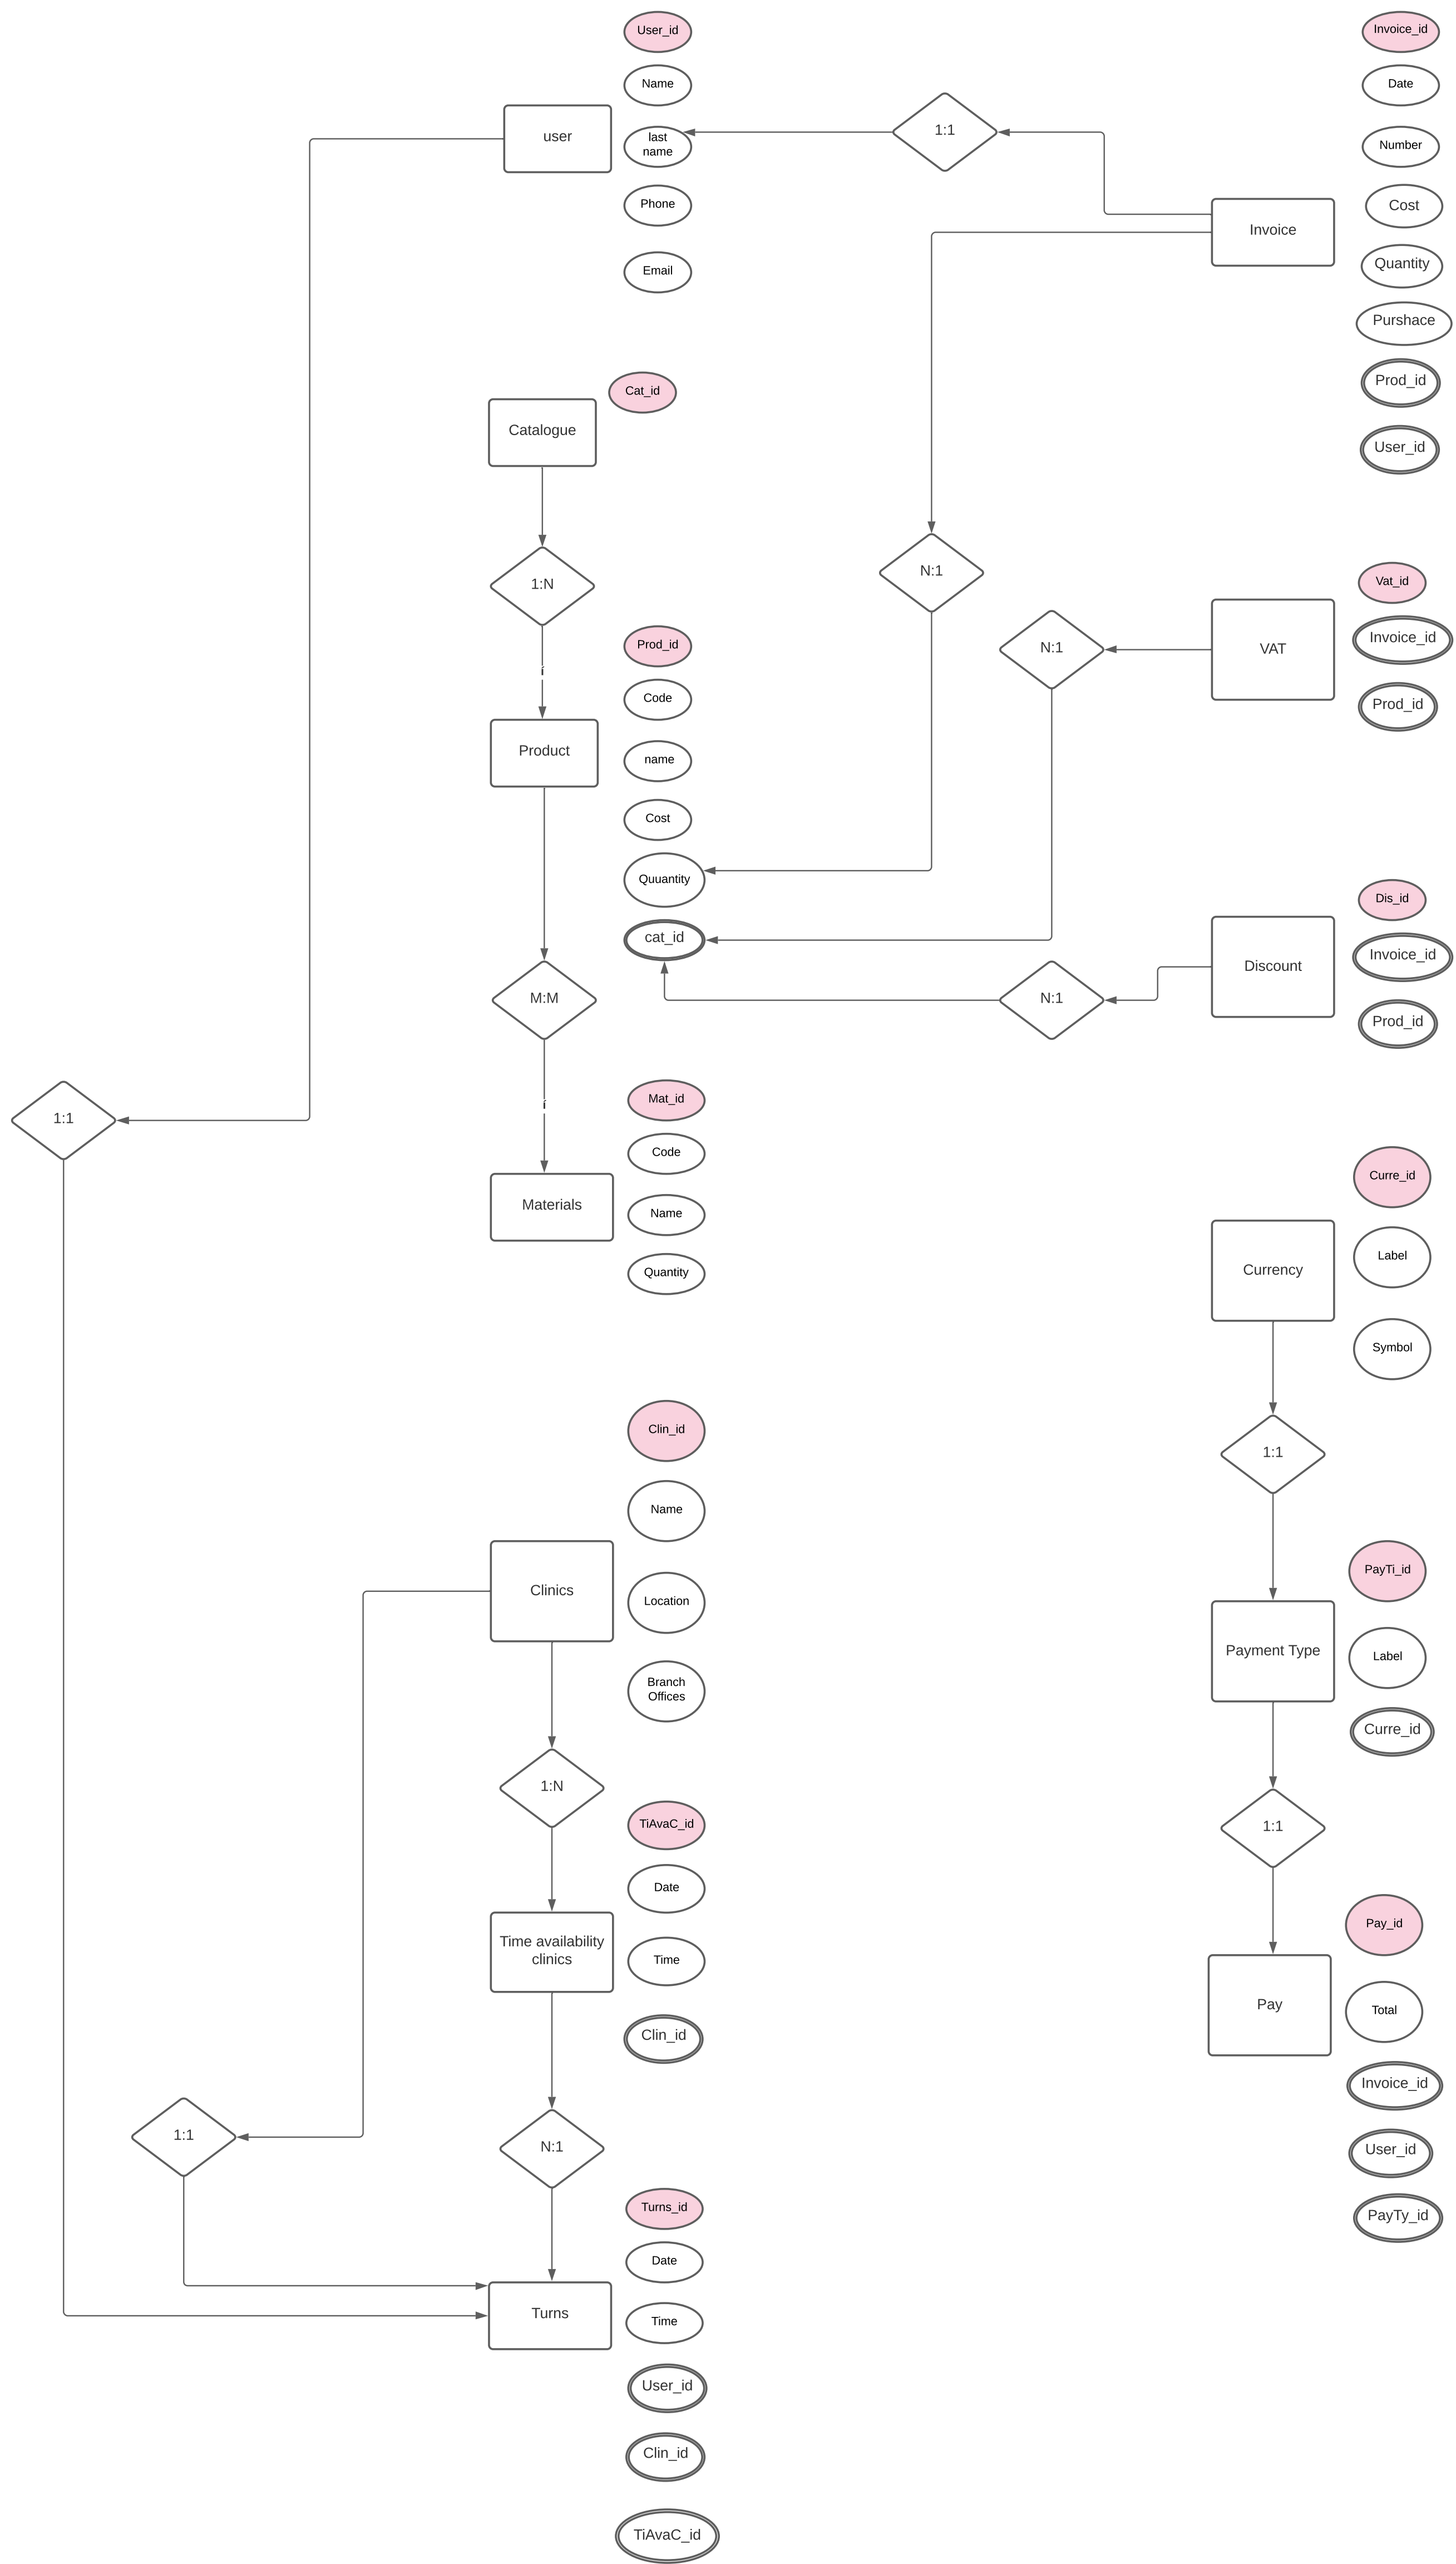 User_id
Name
user
last
name
Phone
Email
1:1
Invoice_id
Date
Number
Invoice
Cost
Quantity
Purshace
Prod_id
User_id
Cat_id
Catalogue
1:N
í
Prod_id
Code
Product
name
Cost
Quuantity
cat_id
N:1
N:1
VAT
Vat_id
Invoice_id
Prod_id
M:M
í
N:1
Discount
Dis_id
Invoice_id
Prod_id
1:1
Mat_id
Code
Materials
Name
Quantity
Curre_id
Currency
Label
Symbol
1:1
Clin_id
Name
Clinics
Location
Branch
Offices
PayTi_id
Payment Type
Label
Curre_id
1:N
1:1
TiAvaC_id
Date
Time availability
clinics
Time
Clin_id
Pay_id
Pay
Total
Invoice_id
User_id
PayTy_id
1:1
N:1
Turns_id
Date
Turns
Time
User_id
Clin_id
TiAvaC_id